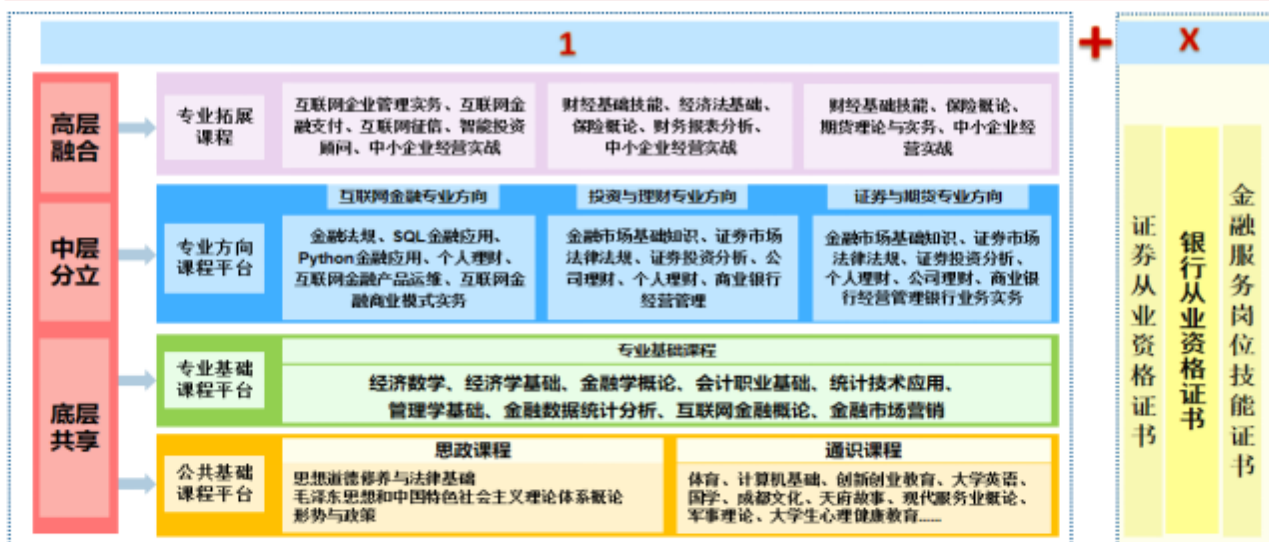 1
+
X
高层
融合
专业拓展
课程
互联网企业管理实务、互联网金
融支付、互联网征信、智能投资
顾问、中小企业经营实战
财经基础技能、经济法基础、
保险概论、财务报表分析、
中小企业经营实战
财经基础技能、保险概论、
期货理论与实务、中小企业经
营实战
中层
分立
专业方向
课程平台
互联网金融专业方向
金融法规、SQL金融应用、
Python金融应用、个人理财、
互联网金融产品运维、互联网金
融商业模式实务
投资与理财专业方向
金融市场基础知识、证券市场
法律法规、证券投资分析、公
司理财、个人理财、商业银行
经营管理
证券与期货专业方向
金融市场基础知识、证券市场
法律法规、证券投资分析、
个人理财、公司理财、商业银
行经营管理银行业务实务
底层
共享
专业基础
课程平台
专业基础课程
经济数学、经济学基础、金融学概论、会计职业基础、统计技术应用、
管理学基础、金融数据统计分析、互联网金融概论、金融市场营销
公共基础
课程平台
思政课程
思想道德修养与法律基础
毛泽东思想和中国特色社会主义理论体系概论
形势与政策
通识课程
体育、计算机基础、创新创业教育、大学英语、
国学、成都文化、天府故事、现代服务业概论、
军事理论、大学生心理健康教育......
证券从业资格证书
银行从业资格证书
金融服务岗位技能证书